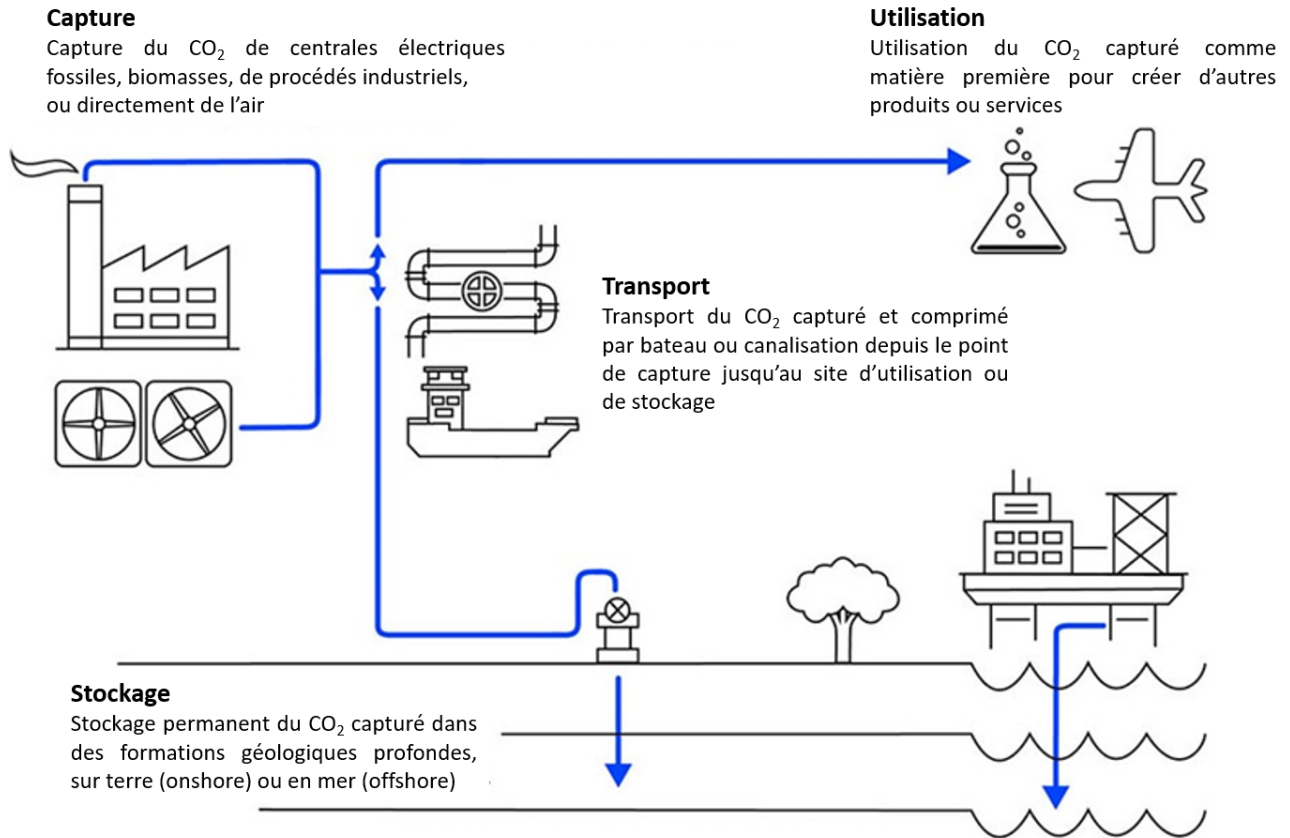 Capture
Capture du CO₂ de centrales électriques
fossiles, biomasses, de procédés industriels,
ou directement de l’air
Utilisation
Utilisation du CO₂ capturé comme
matière première pour créer d’autres
produits ou services
Transport
Transport du CO₂ capturé et comprimé
par bateau ou canalisation depuis le point
de capture jusqu’au site d’utilisation ou
de stockage
Stockage
Stockage permanent du CO₂ capturé dans
des formations géologiques profondes,
sur terre (onshore) ou en mer (offshore)